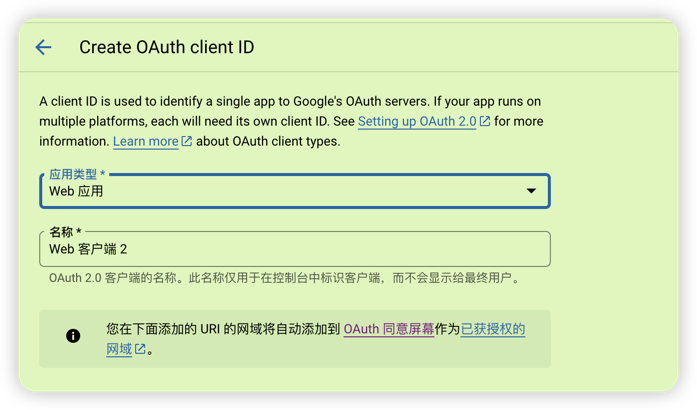 Create OAuth client ID
A client ID is used to identify a single app to Google's OAuth servers. If your app runs on
multiple platforms, each will need its own client ID. See Setting up OAuth 2.0 for more
information. Learn more about OAuth client types.
应用类型 *
Web 应用
名称 *
Web 客户端 2
OAuth 2.0 客户端的名称。此名称仅用于在控制台中标识客户端，而不会显示给最终用户。
您在下面添加的 URI 的网域将自动添加到 OAuth 同意屏幕作为已获授权的
网域。